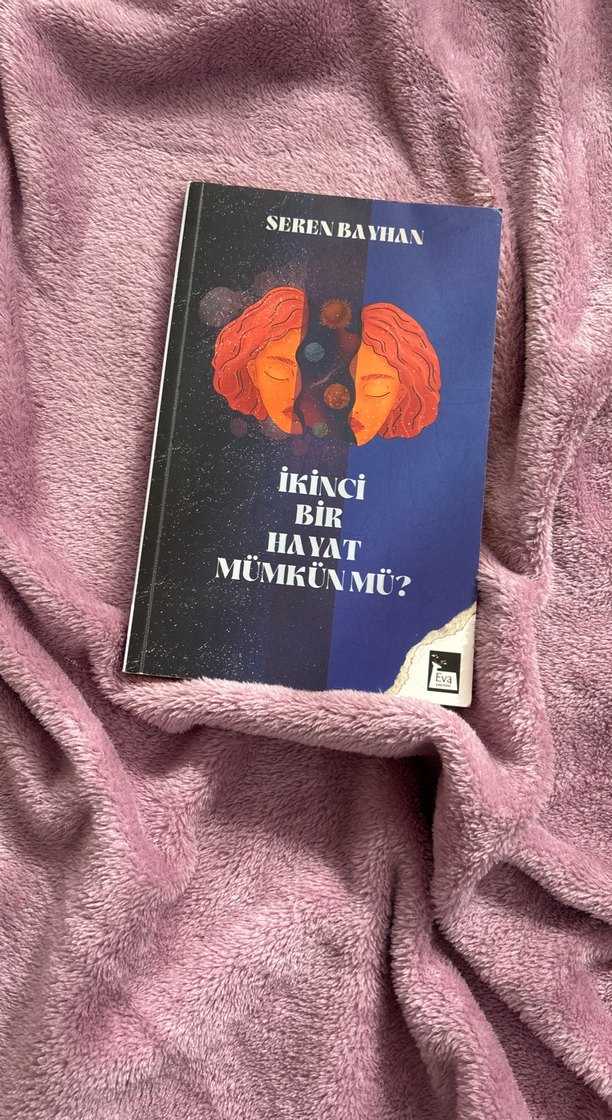 SEREN BAYHAN
İKİNCİ
BİR
HAYAT
MÜMKÜN MÜ?
Eva